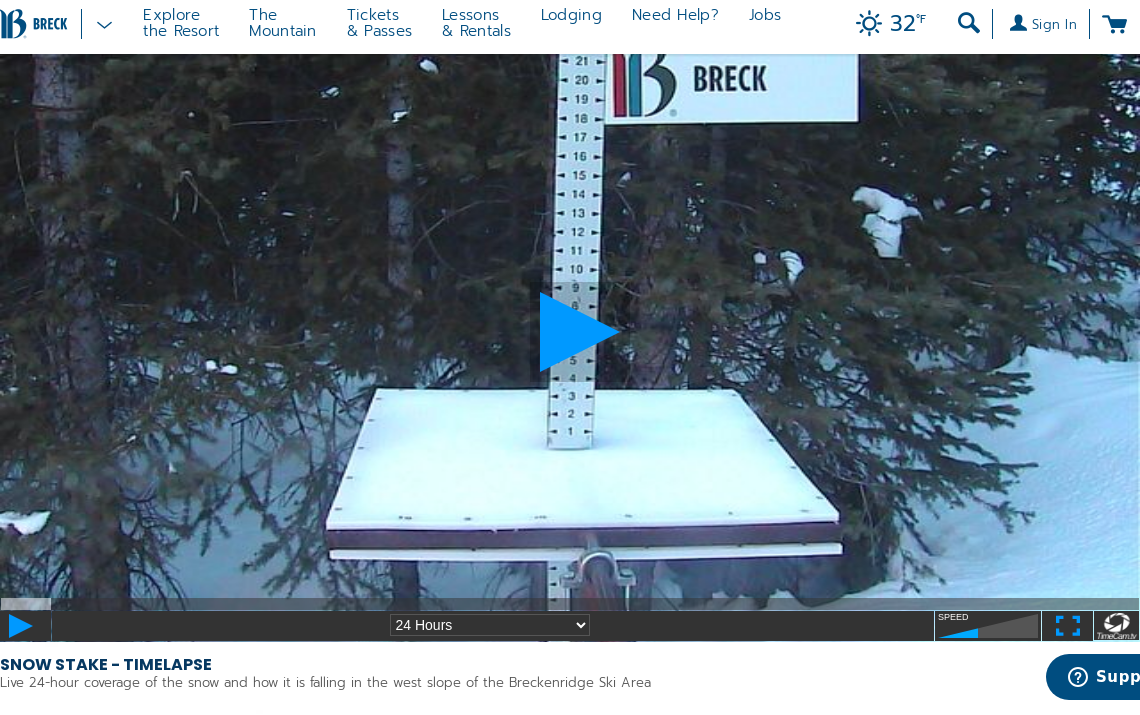 BRECK
Explore
the Resort
The
Mountain
Tickets
& Passes
Lessons
& Rentals
Lodging
Need Help?
Jobs
32°F
Sign In
BRECK
®
21
20
19
18
17
16
15
14
13
12
11
10
9
5
4
3
2
1
24 Hours
SPEED
TimeCam.tv
SNOW STAKE - TIMELAPSE
Live 24-hour coverage of the snow and how it is falling in the west slope of the Breckenridge Ski Area
Supp